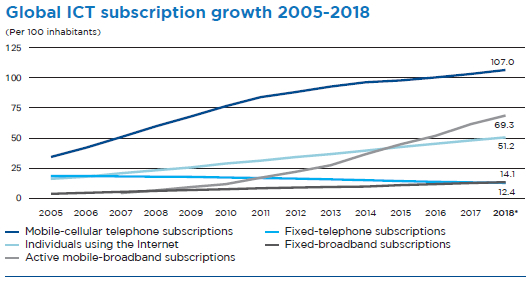 Global ICT subscription growth 2005-2018
(Per 100 inhabitants)
125
107.0
100
75
69.3
50
51.2
25
14.1
0
12.4
2005 2006 2007 2008 2009 2010 2011 2012 2013 2014 2015 2016 2017 2018*
Mobile-cellular telephone subscriptions
Fixed-telephone subscriptions
Individuals using the Internet
Fixed-broadband subscriptions
Active mobile-broadband subscriptions